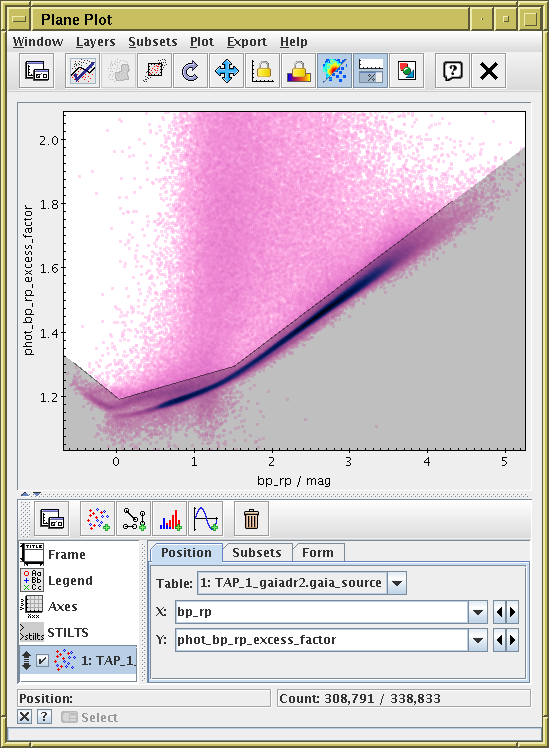 Plane Plot
Window Layers Subsets Plot Export Help
2.0
1.8
1.6
1.4
1.2
phot_bp_rp_excess_factor
0 1 2 3 4 5
bp_rp / mag
Position Subsets Form
Frame
Legend
Axes
STILTS
1: TAP_1_
Table: 1: TAP_1_gaiadr2.gaia_source
X: bp_rp
Y: phot_bp_rp_excess_factor
Position:
Count: 308,791 / 338,833
Select